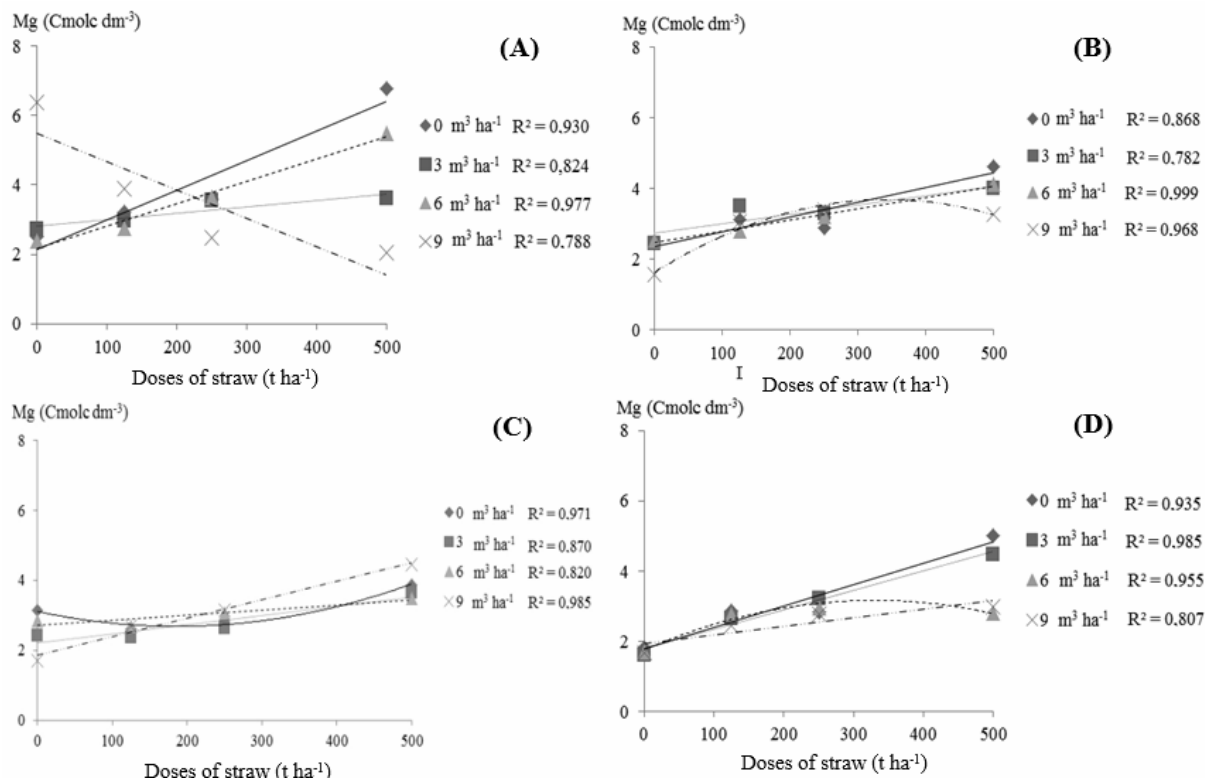 Mg (Cmolc dm-3)
(A)
8
6
4
2
0
0 100 200 300 400 500
Doses of straw (t ha-1)
0 m3 ha-1 R2 = 0.930
3 m3 ha-1 R2 = 0,824
6 m3 ha-1 R2 = 0.977
9 m3 ha-1 R2 = 0.788
Mg (Cmolc dm-3)
(B)
8
6
4
2
0
0 100 200 300 400 500
I
Doses of straw (t ha-1)
0 m3 ha-1 R2 = 0.868
3 m3 ha-1 R2 = 0.782
6 m3 ha-1 R2 = 0.999
9 m3 ha-1 R2 = 0.968
Mg (Cmolc dm-3)
(C)
8
6
4
2
0
0 100 200 300 400 500
Doses of straw (t ha-1)
0 m3 ha-1 R2 = 0.971
3 m3 ha-1 R2 = 0.870
6 m3 ha-1 R2 = 0.820
9 m3 ha-1 R2 = 0.985
Mg (Cmolc dm-3)
(D)
8
6
4
2
0
0 100 200 300 400 500
Doses of straw (t ha-1)
0 m3 ha-1 R2 = 0.935
3 m3 ha-1 R2 = 0.985
6 m3 ha-1 R2 = 0.955
9 m3 ha-1 R2 = 0.807